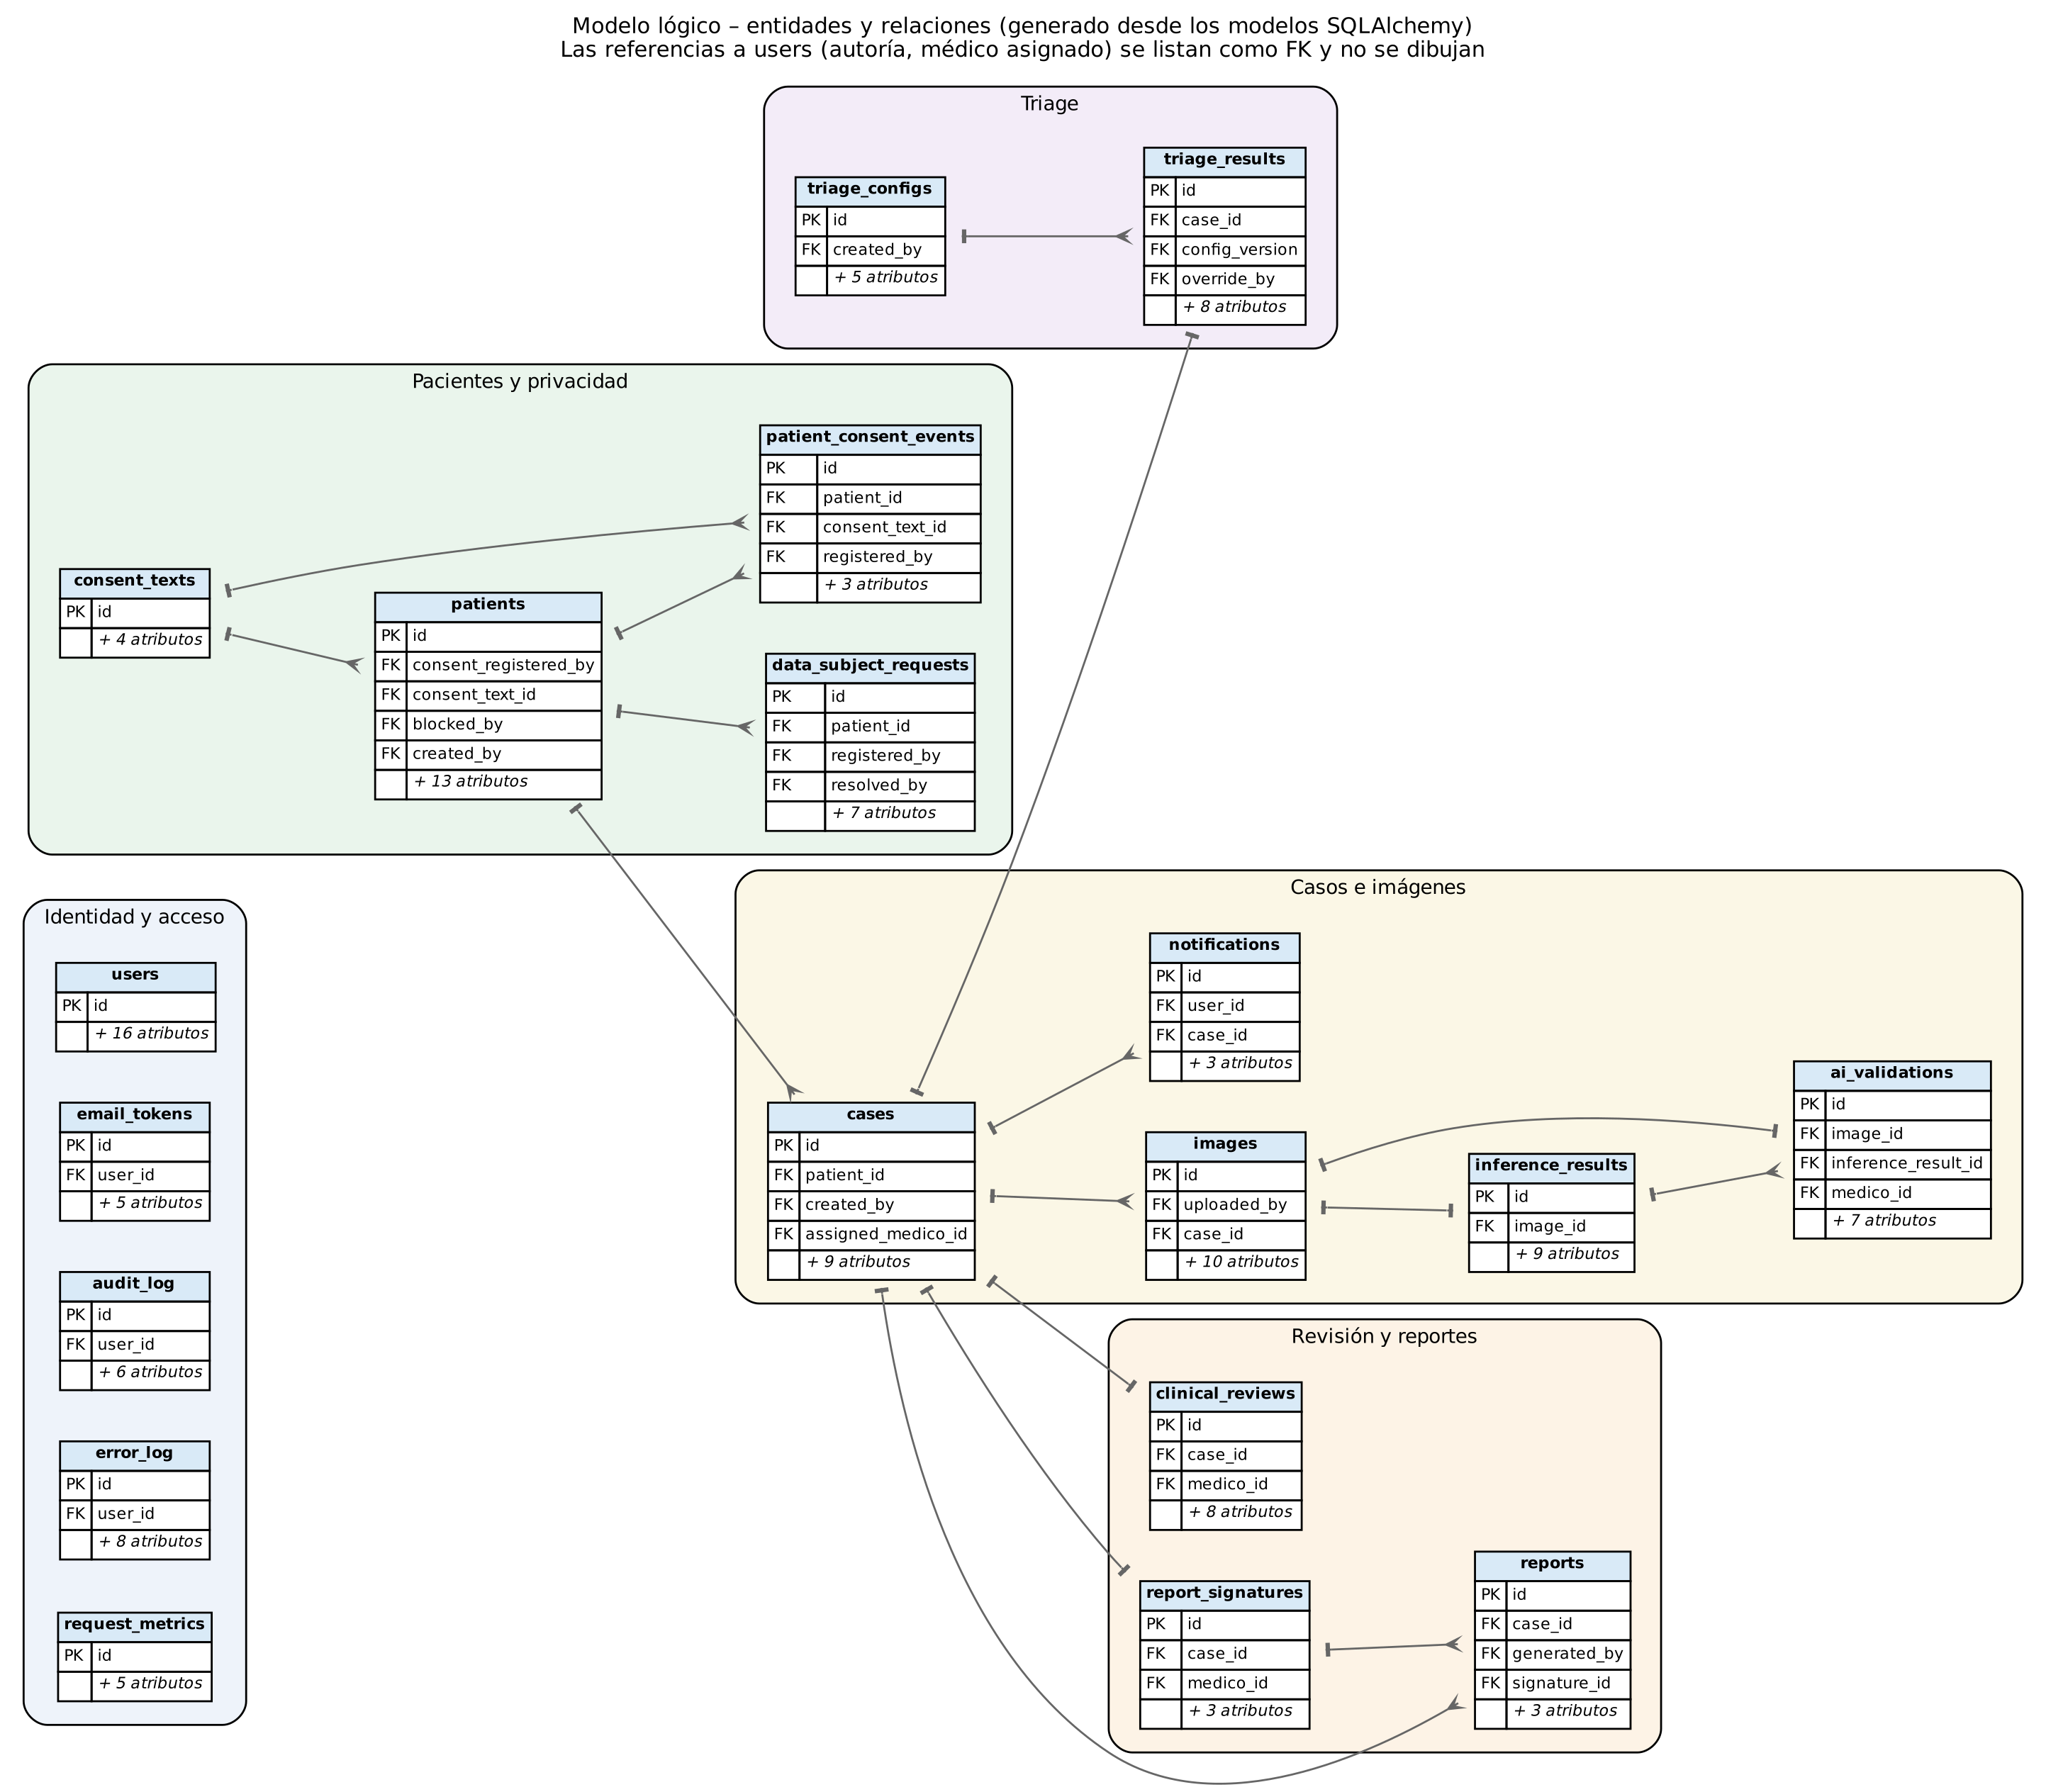 Modelo lógico – entidades y relaciones (generado desde los modelos SQLAlchemy)
Las referencias a users (autoría, médico asignado) se listan como FK y no se dibujan
Triage
triage_configs
PK id
FK created_by
+ 5 atributos
triage_results
PK id
FK case_id
FK config_version
FK override_by
+ 8 atributos
Pacientes y privacidad
consent_texts
PK id
+ 4 atributos
patients
PK id
FK consent_registered_by
FK consent_text_id
FK blocked_by
FK created_by
+ 13 atributos
patient_consent_events
PK id
FK patient_id
FK consent_text_id
FK registered_by
+ 3 atributos
data_subject_requests
PK id
FK patient_id
FK registered_by
FK resolved_by
+ 7 atributos
Identidad y acceso
users
PK id
+ 16 atributos
email_tokens
PK id
FK user_id
+ 5 atributos
audit_log
PK id
FK user_id
+ 6 atributos
error_log
PK id
FK user_id
+ 8 atributos
request_metrics
PK id
+ 5 atributos
Casos e imágenes
cases
PK id
FK patient_id
FK created_by
FK assigned_medico_id
+ 9 atributos
notifications
PK id
FK user_id
FK case_id
+ 3 atributos
images
PK id
FK uploaded_by
FK case_id
+ 10 atributos
inference_results
PK id
FK image_id
+ 9 atributos
ai_validations
PK id
FK image_id
FK inference_result_id
FK medico_id
+ 7 atributos
Revisión y reportes
clinical_reviews
PK id
FK case_id
FK medico_id
+ 8 atributos
report_signatures
PK id
FK case_id
FK medico_id
+ 3 atributos
reports
PK id
FK case_id
FK generated_by
FK signature_id
+ 3 atributos